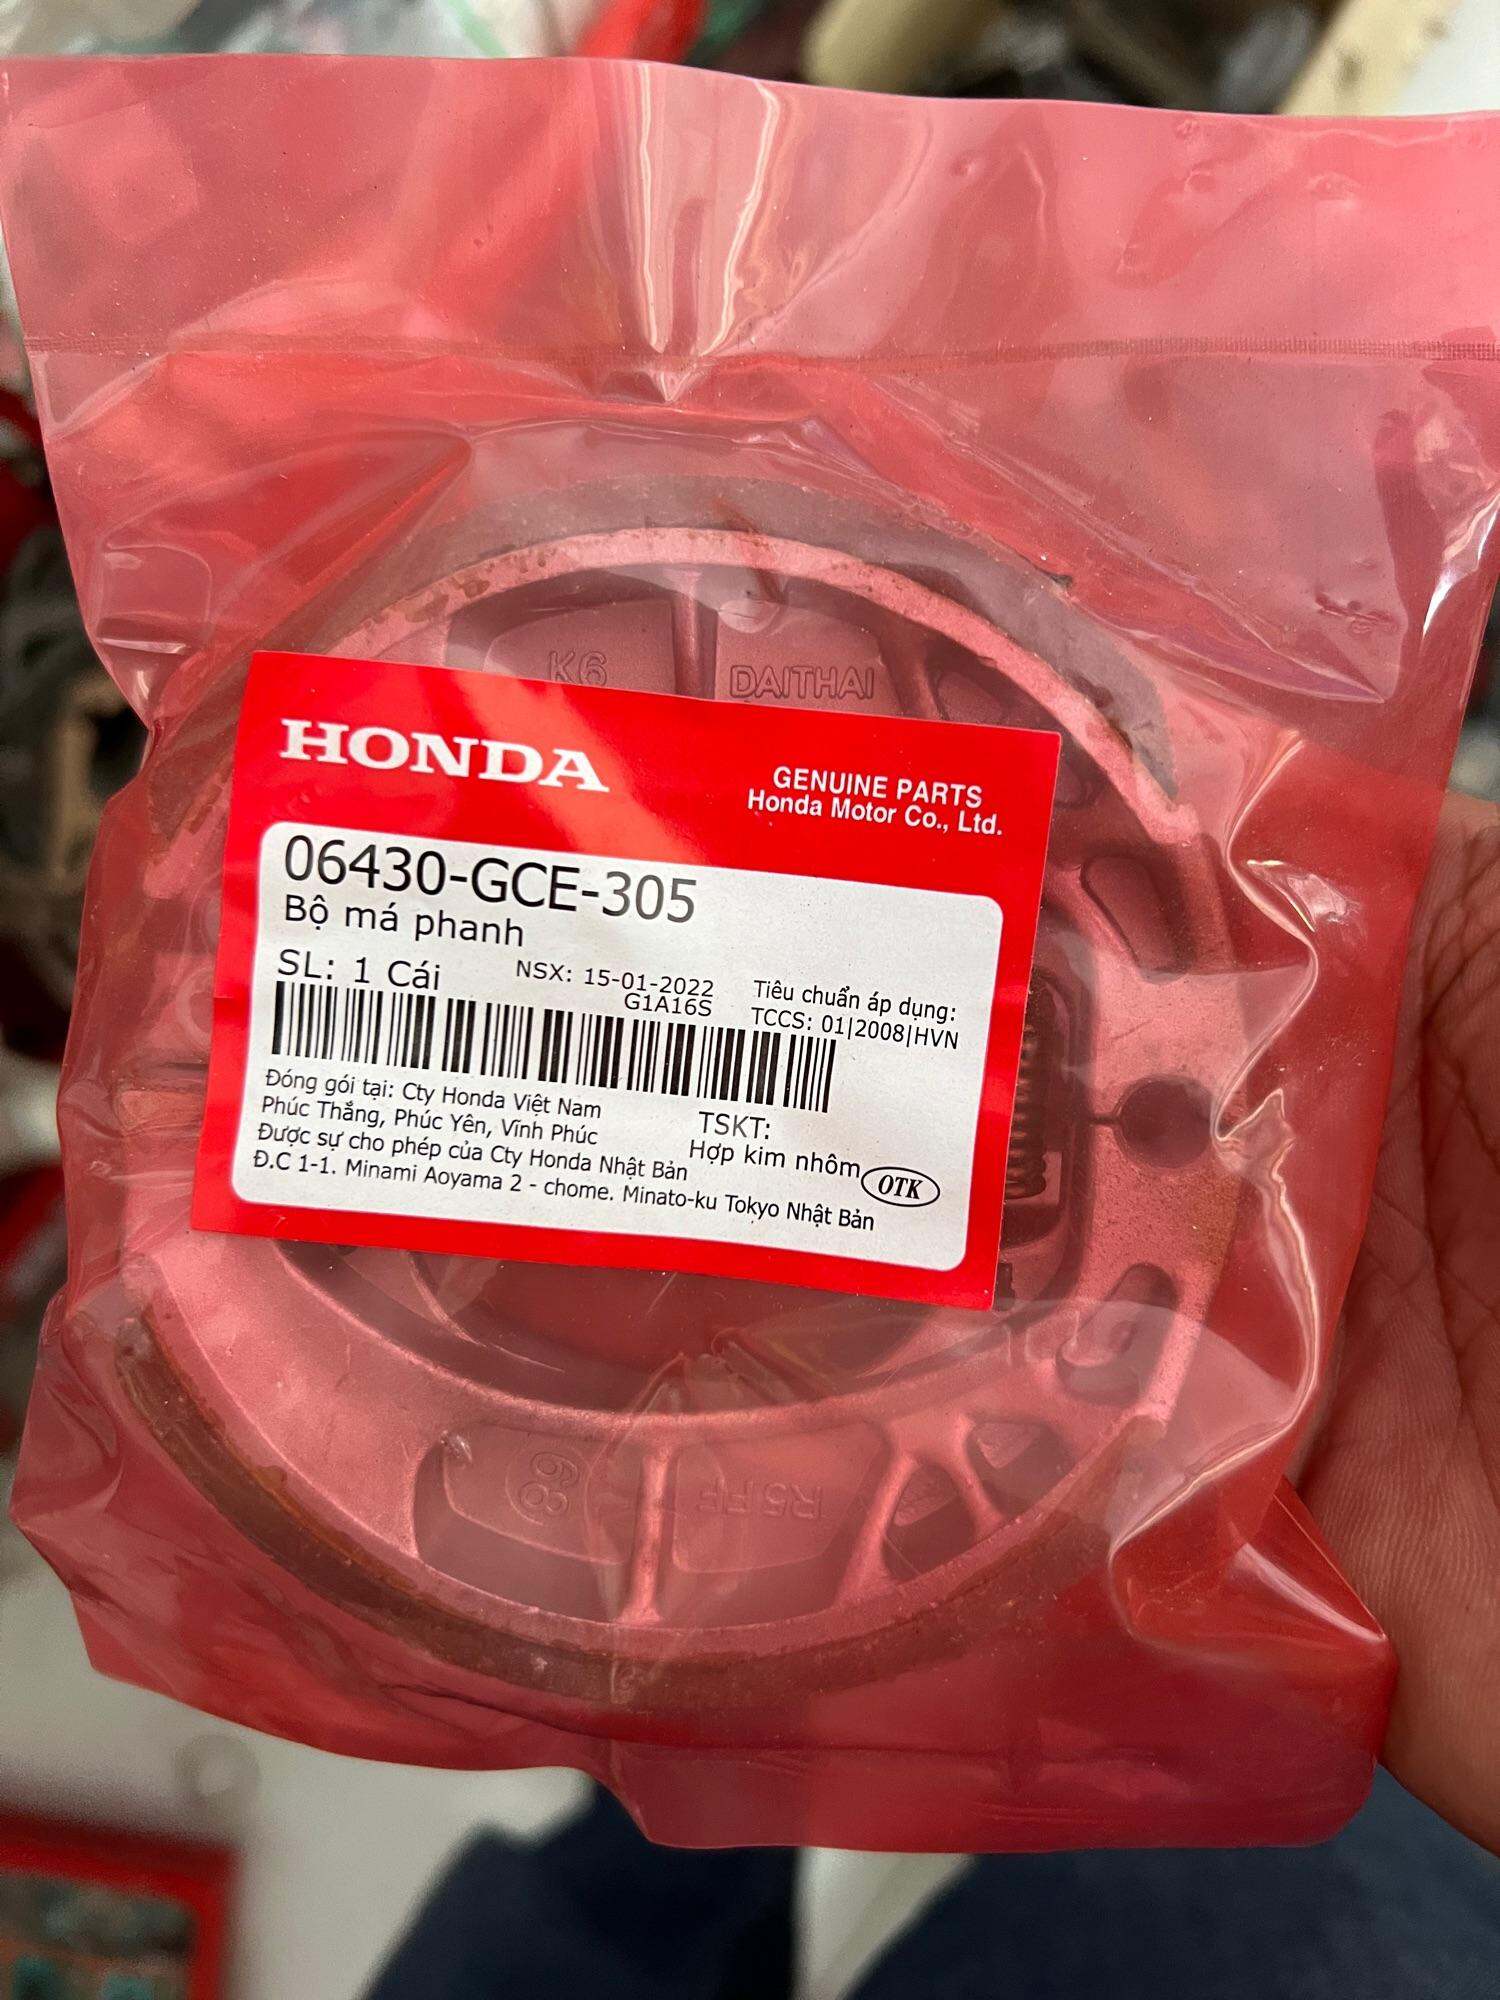 K6
DAITHAI
HONDA
GENUINE PARTS
Honda Motor Co., Ltd.
06430-GCE-305
Bộ má phanh
SL: 1 Cái
NSX: 15-01-2022
G1A16S
Tiêu chuẩn áp dụng:
TCCS: 01|2008|HVN
Đóng gói tại: Cty Honda Việt Nam
Phúc Thắng, Phúc Yên, Vĩnh Phúc
Được sự cho phép của Cty Honda Nhật Bản
Đ.C 1-1. Minami Aoyama 2 - chome. Minato-ku Tokyo Nhật Bản
TSKT:
Hợp kim nhôm
OTK